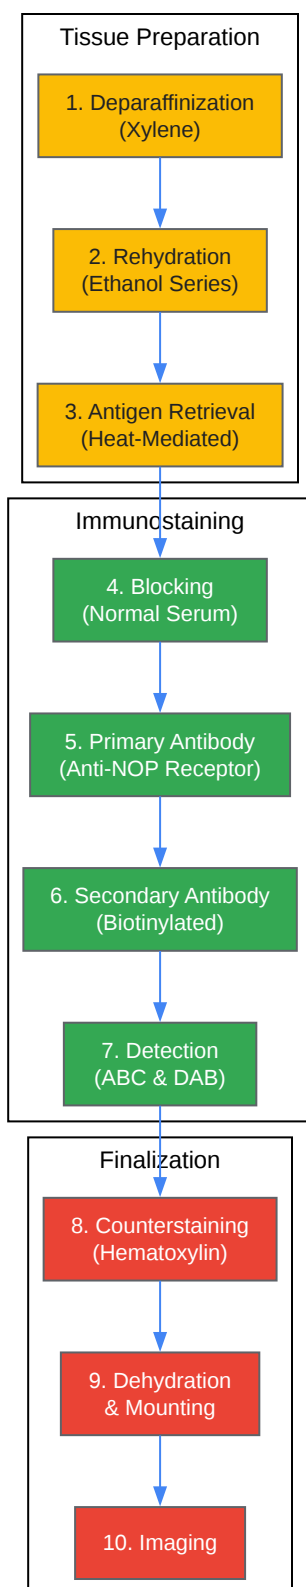 Tissue Preparation
1. Deparaffinization
(Xylene)
2. Rehydration
(Ethanol Series)
3. Antigen Retrieval
(Heat-Mediated)
Immunostaining
4. Blocking
(Normal Serum)
5. Primary Antibody
(Anti-NOP Receptor)
6. Secondary Antibody
(Biotinylated)
7. Detection
(ABC & DAB)
Finalization
8. Counterstaining
(Hematoxylin)
9. Dehydration
& Mounting
10. Imaging